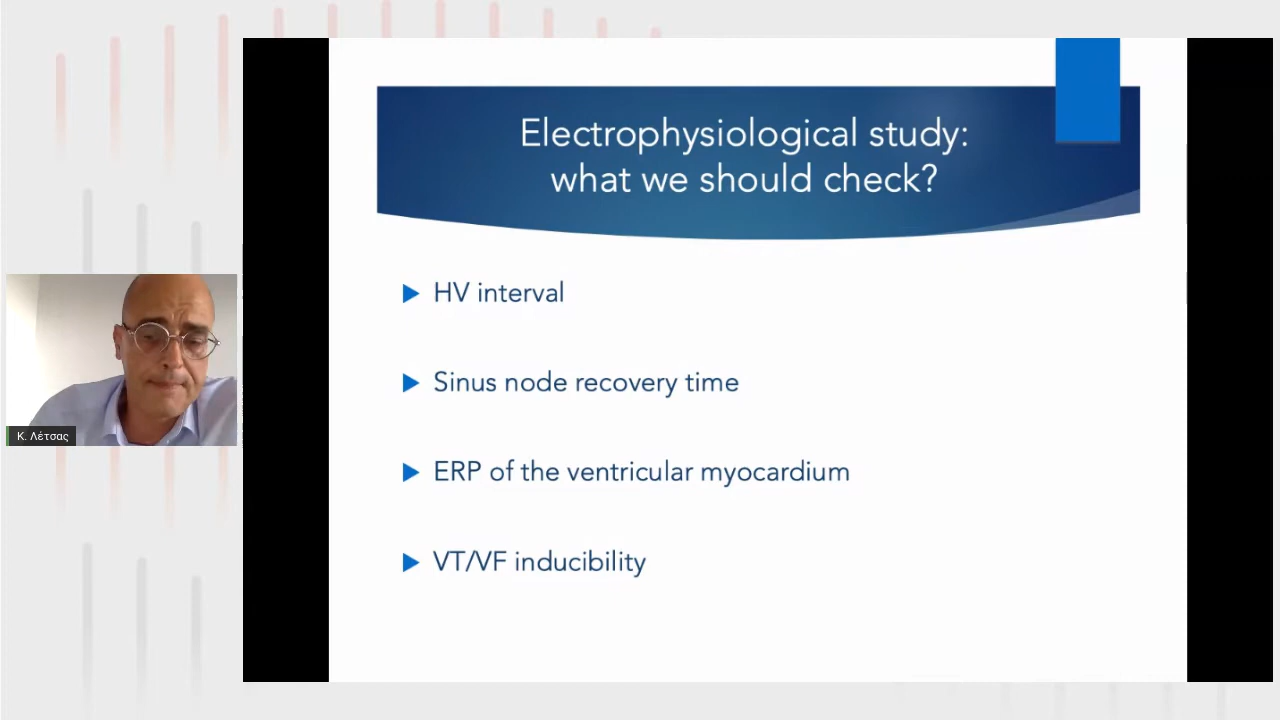 Electrophysiological study:
what we should check?
HV interval
Sinus node recovery time
ERP of the ventricular myocardium
VT/VF inducibility
Κ. Λέτσας